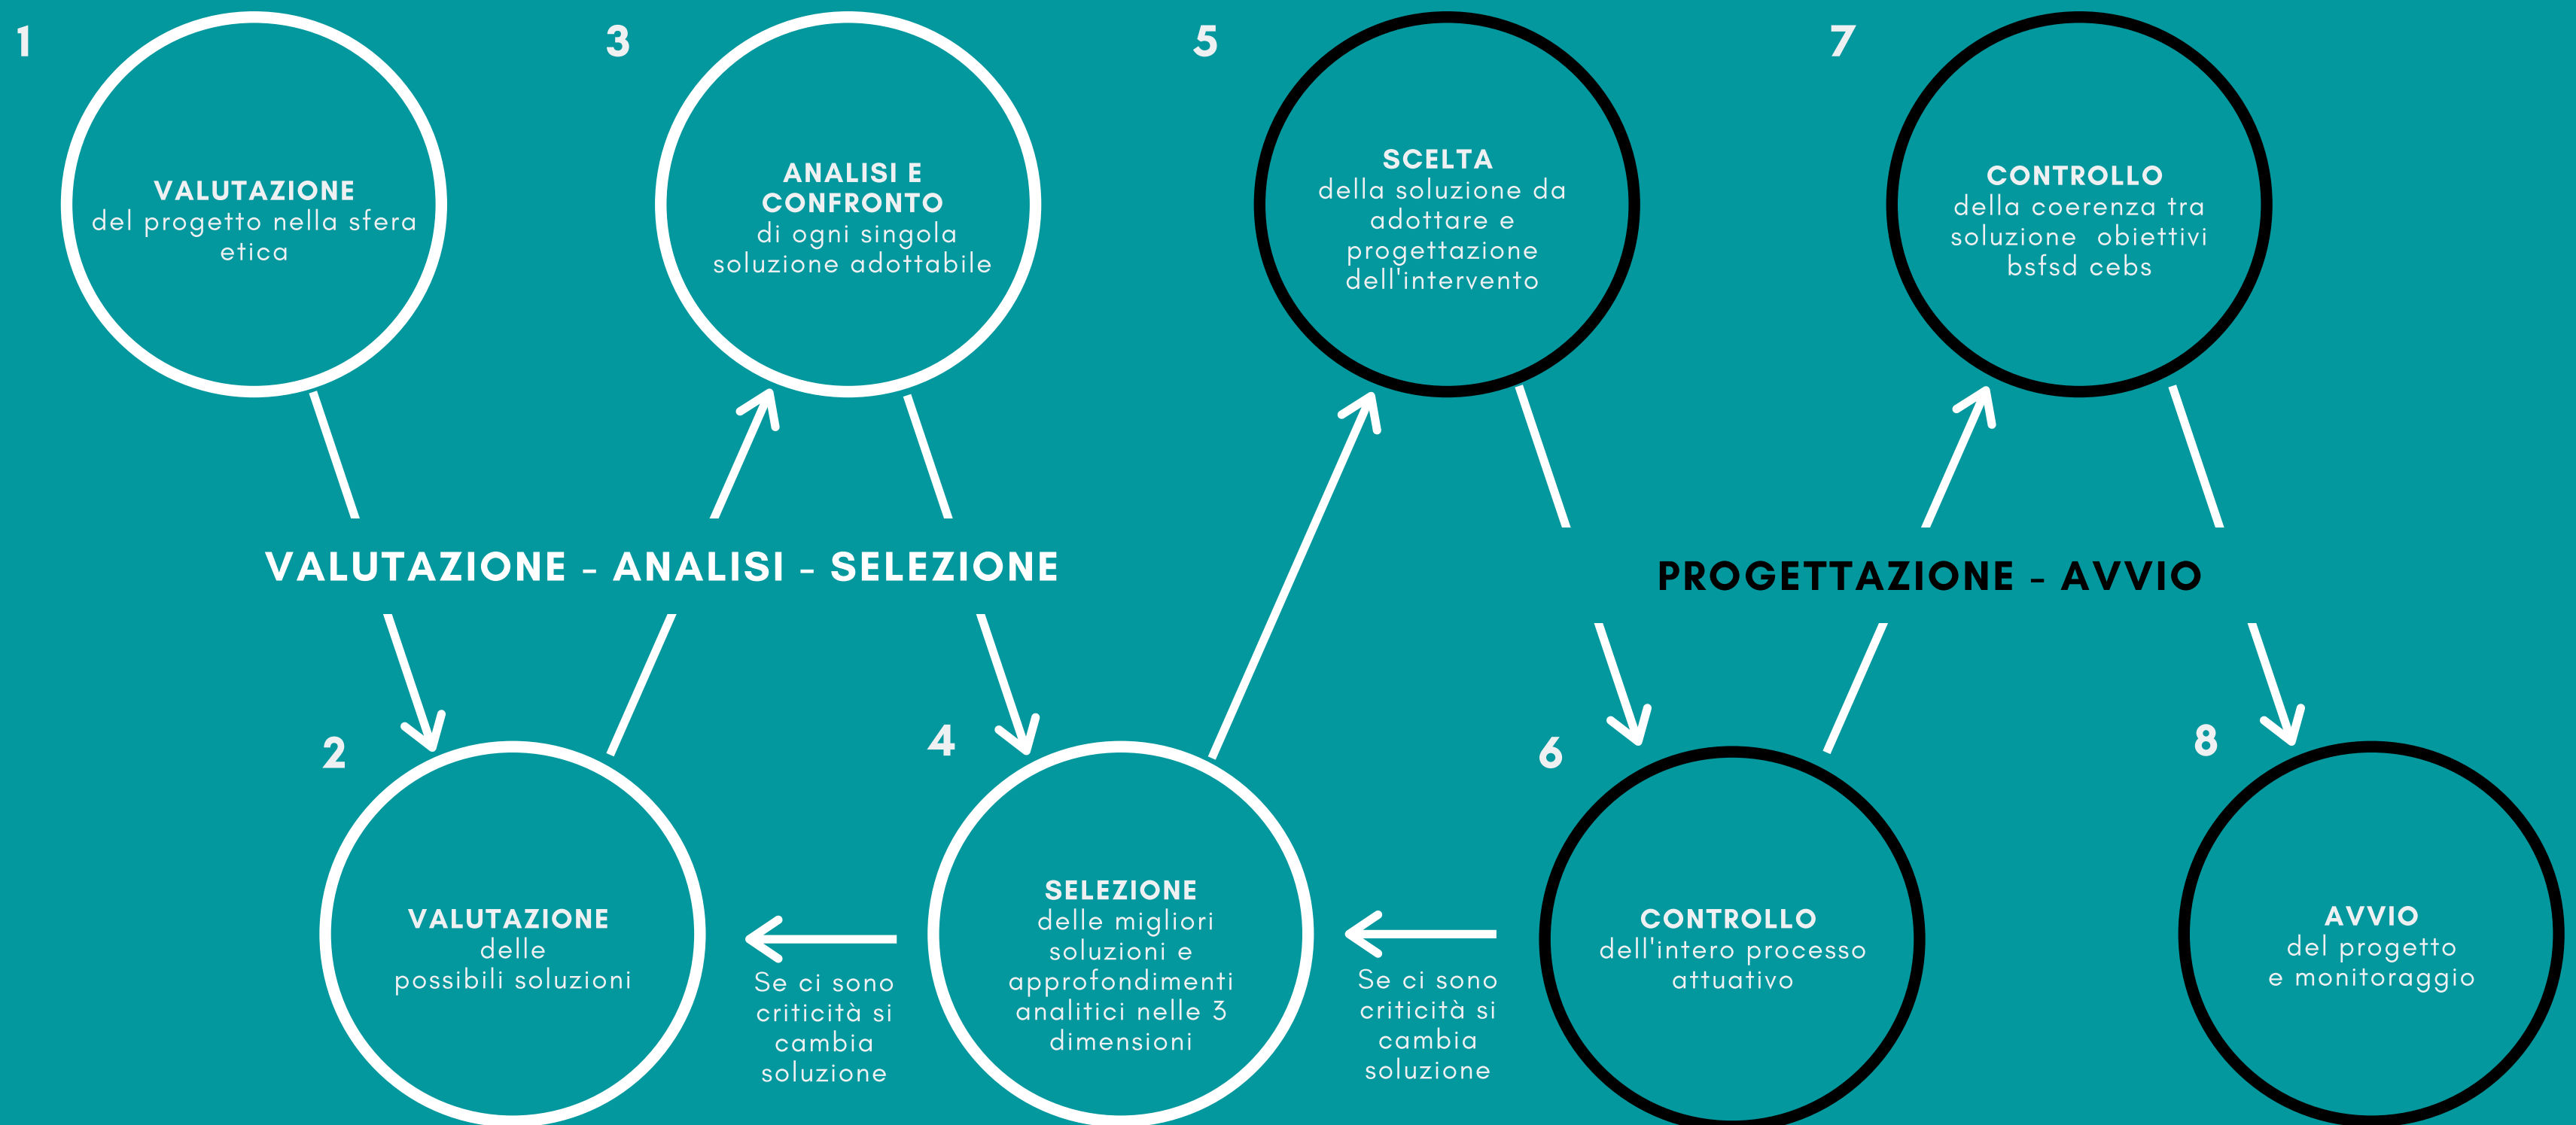 1
VALUTAZIONE
del progetto nella sfera
etica
3
ANALISI E
CONFRONTO
di ogni singola
soluzione adottabile
5
SCELTA
della soluzione da
adottare e
progettazione
dell'intervento
7
CONTROLLO
della coerenza tra
soluzione  obiettivi
bsfsd cebs
VALUTAZIONE - ANALISI - SELEZIONE
PROGETTAZIONE - AVVIO
2
VALUTAZIONE
delle
possibili soluzioni
Se ci sono
criticità si
cambia
soluzione
4
SELEZIONE
delle migliori
soluzioni e
approfondimenti
analitici nelle 3
dimensioni
Se ci sono
criticità si
cambia
soluzione
6
CONTROLLO
dell'intero processo
attuativo
8
AVVIO
del progetto
e monitoraggio